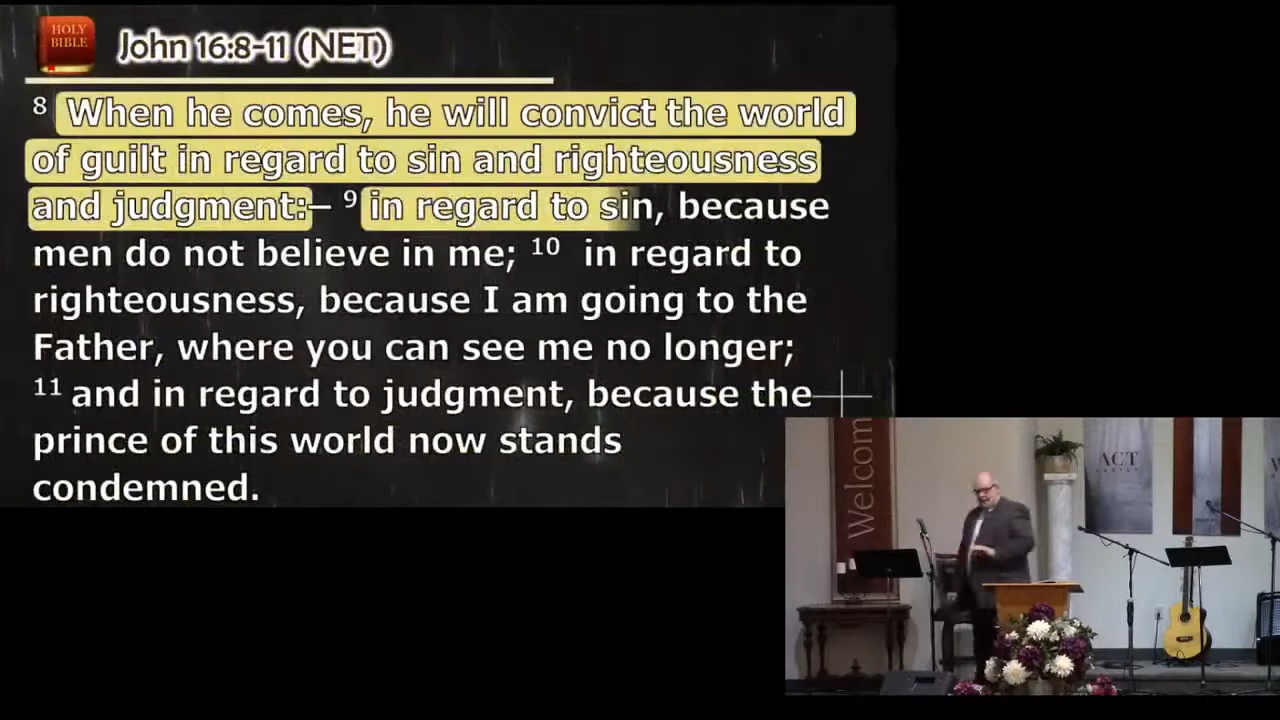 HOLY
BIBLE
John 16:8-11 (NET)
8 When he comes, he will convict the world
of guilt in regard to sin and righteousness
and judgment:– 9 in regard to sin, because
men do not believe in me; 10 in regard to
righteousness, because I am going to the
Father, where you can see me no longer;
11 and in regard to judgment, because the
prince of this world now stands
condemned.
Welcom
ACT